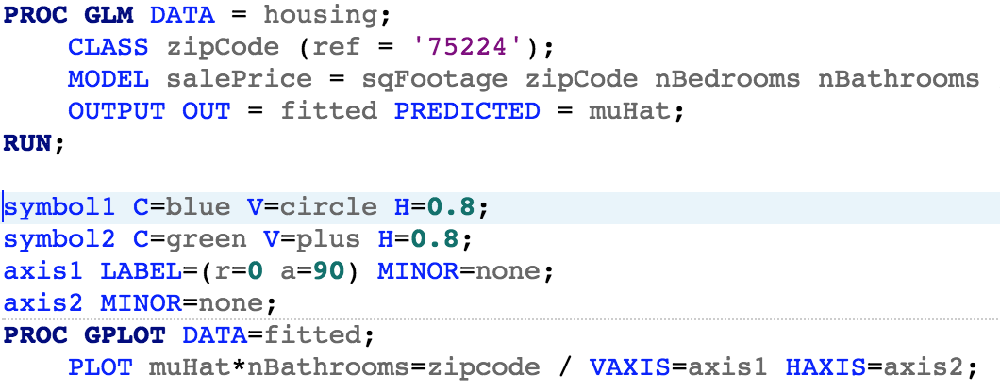 PROC GLM DATA = housing;
CLASS zipCode (ref = '75224');
MODEL salePrice = sqFootage zipCode nBedrooms nBathrooms
OUTPUT OUT = fitted PREDICTED = muHat;
RUN;
symbol1 C=blue V=circle H=0.8;
symbol2 C=green V=plus H=0.8;
axis1 LABEL=(r=0 a=90) MINOR=none;
axis2 MINOR=none;
PROC GPLOT DATA=fitted;
PLOT muHat*nBathrooms=zipcode / VAXIS=axis1 HAXIS=axis2;